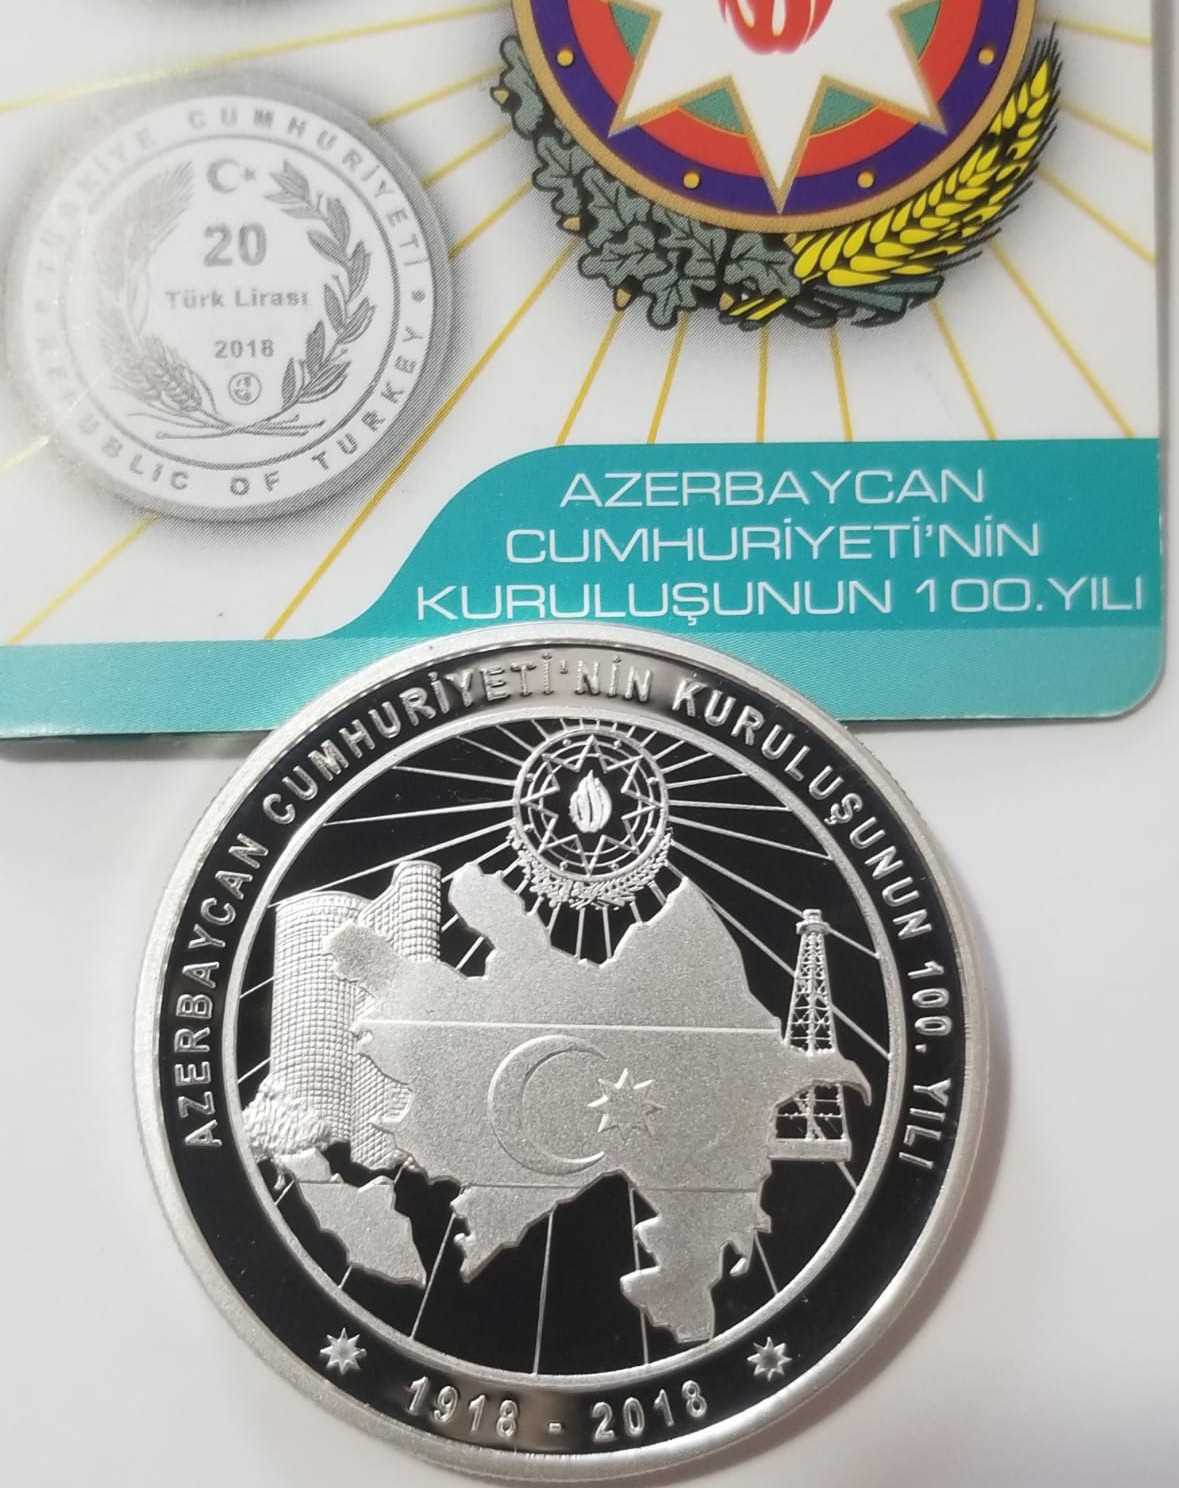 TÜRKİYE CUMHURİYETİ
20
Türk Lirası
2018
REPUBLIC OF TURKEY
AZERBAYCAN
CUMHURİYETİ'NİN
KURULUŞUNUN 100.YILI
AZERBAYCAN CUMHURİYETİ'NİN KURULUŞUNUN 100. YILI
1918 - 2018